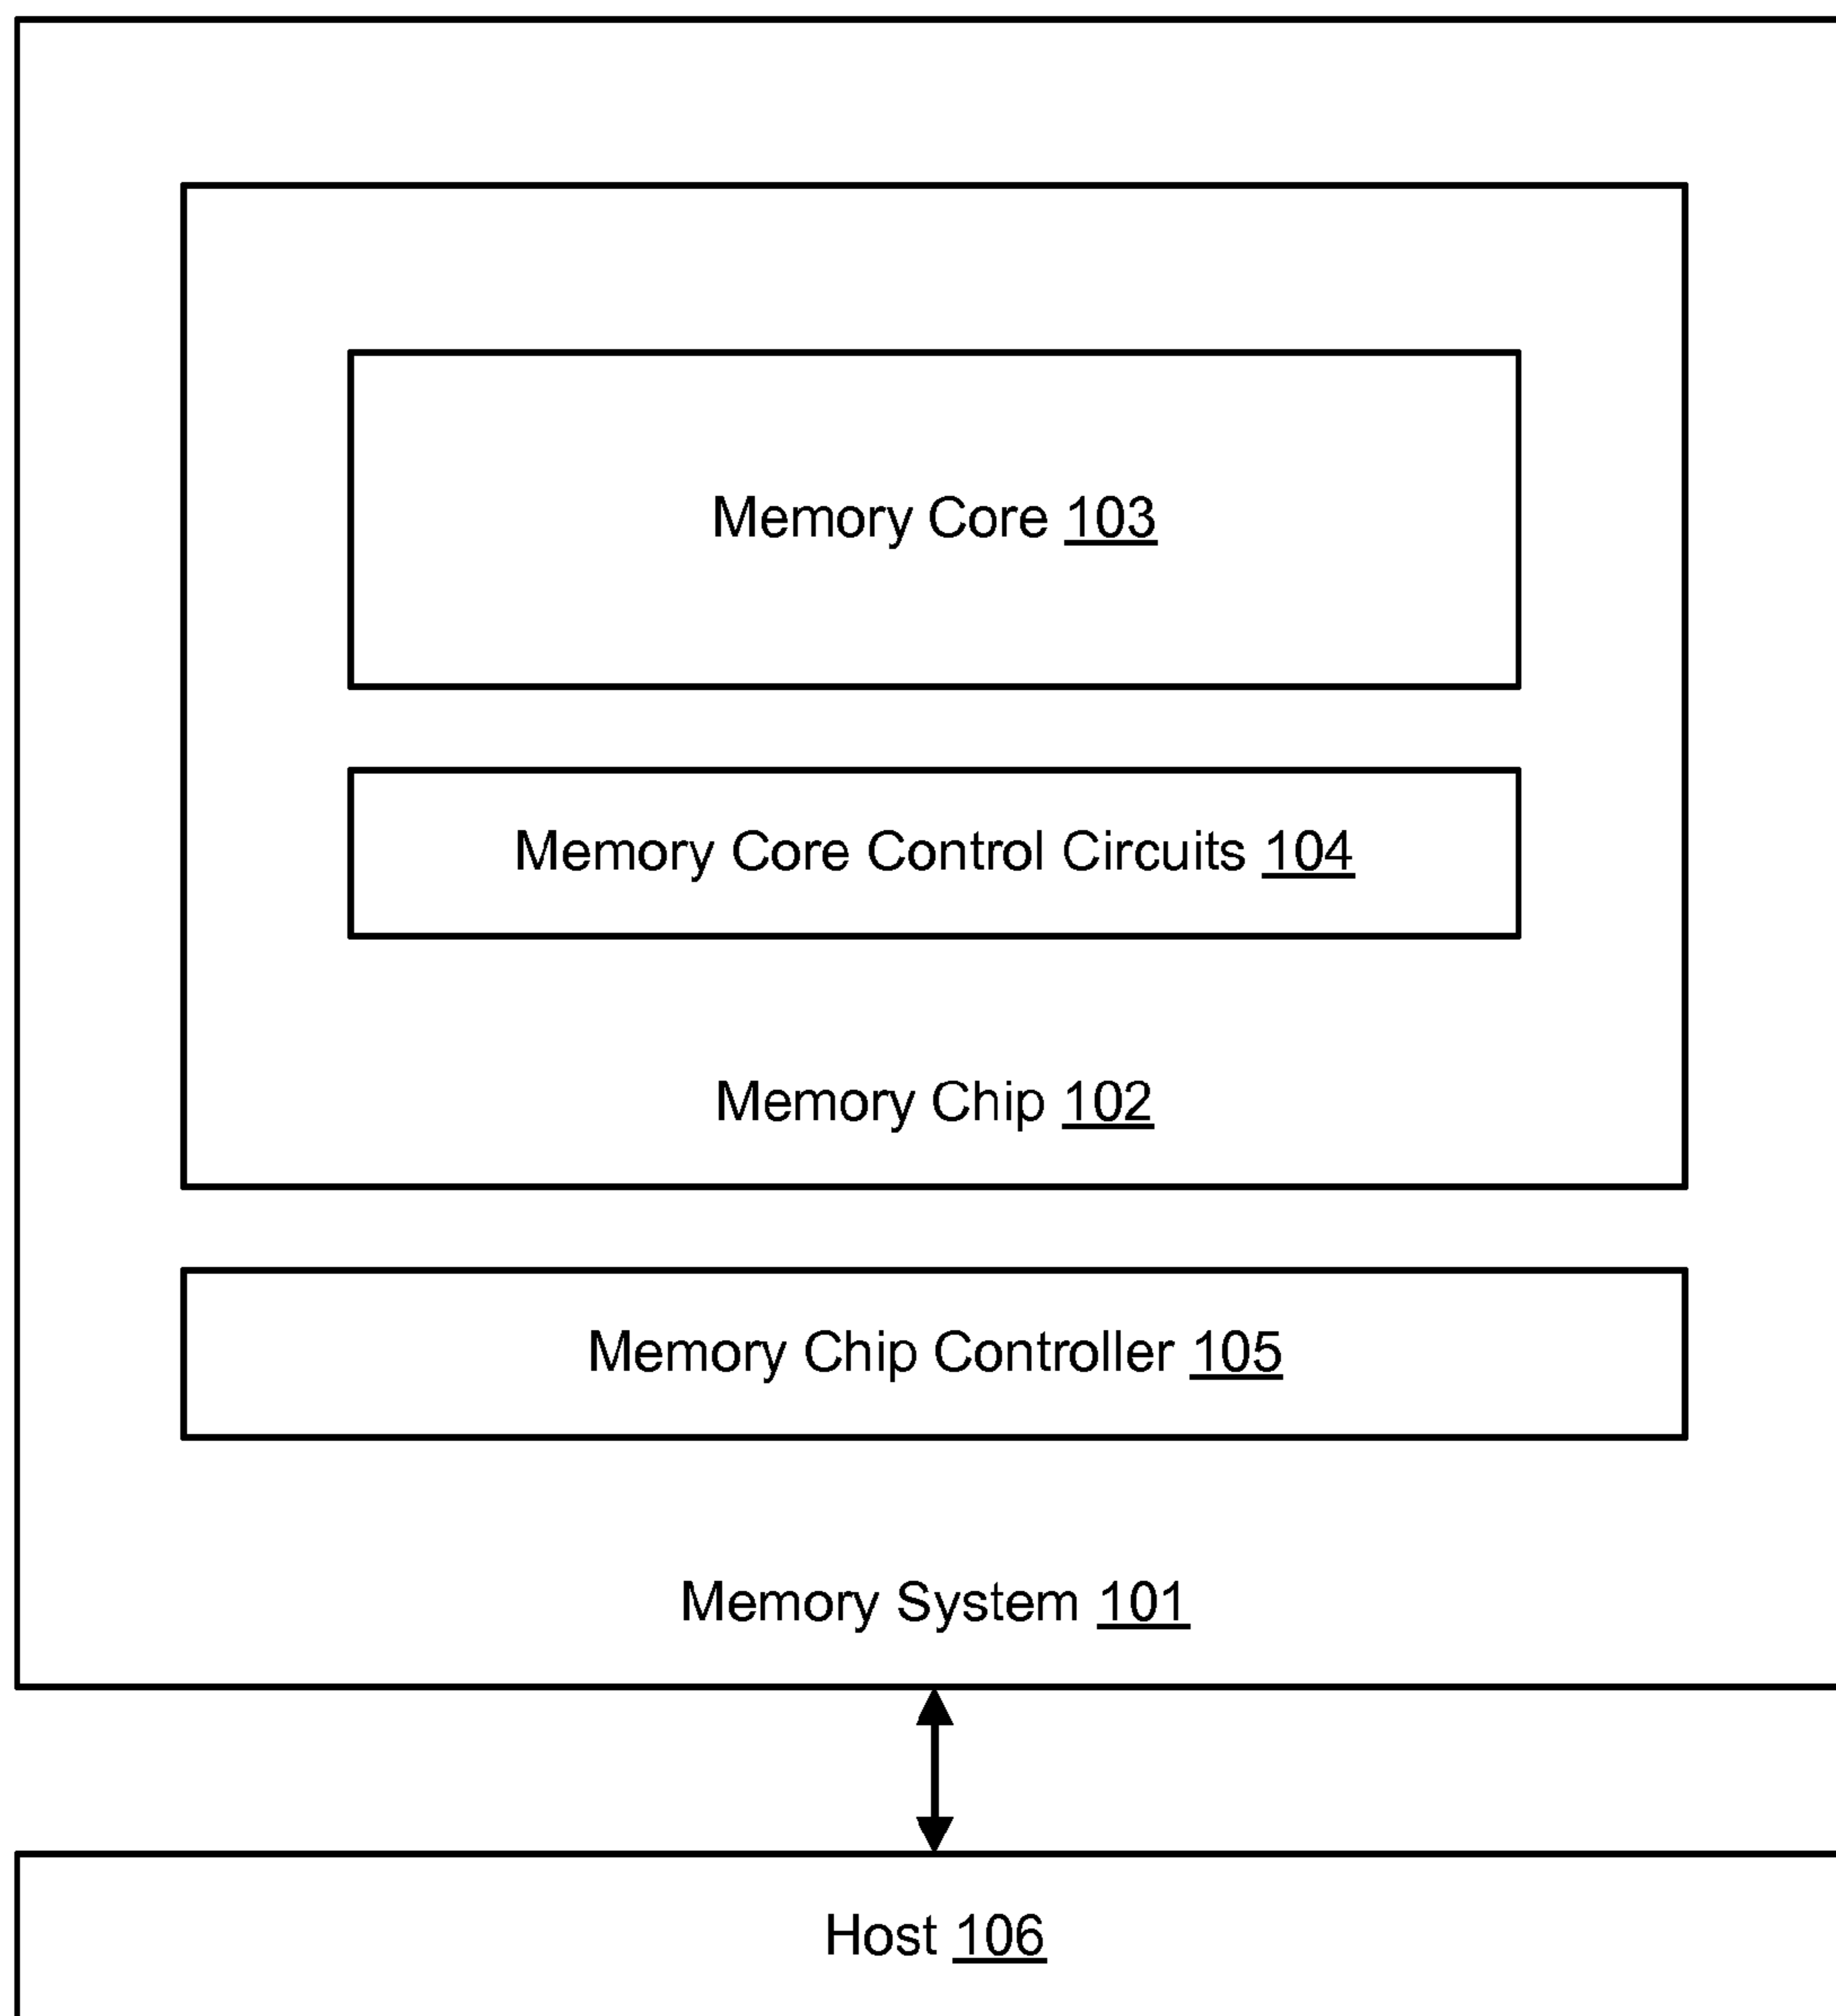 Memory Core 103
Memory Core Control Circuits 104
Memory Chip 102
Memory Chip Controller 105
Memory System 101
Host 106